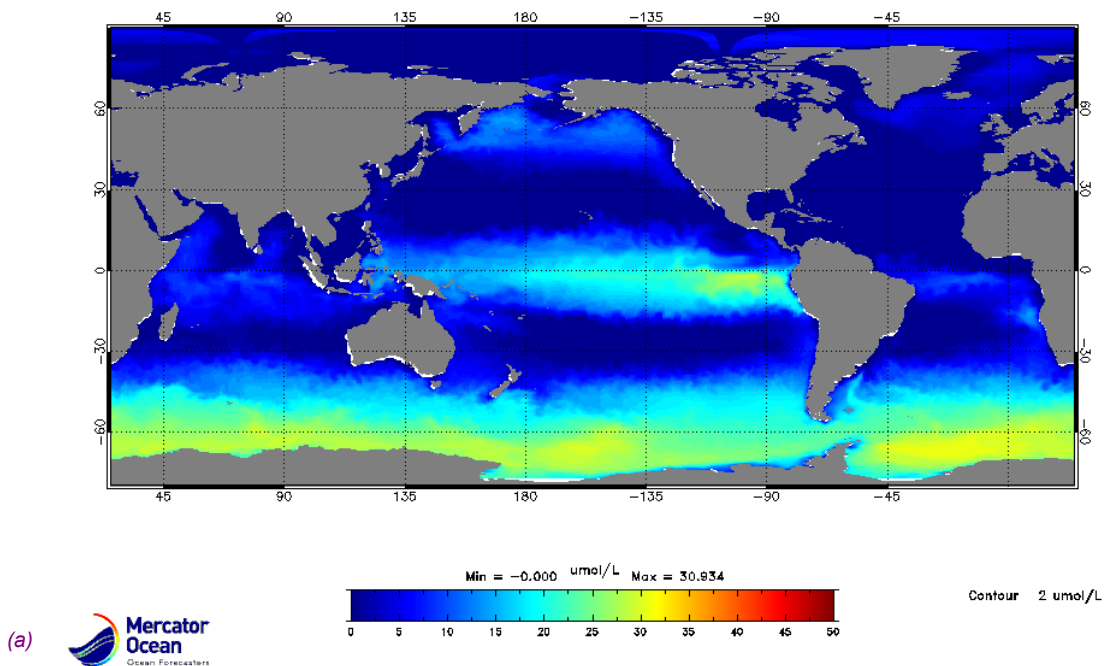 45 90 135 180 -135 -90 -45
60 60
30 30
0 0
-30 -30
-60 -60
45 90 135 180 -135 -90 -45
Min = -0.000 umol/L Max = 30.934
Contour 2 umol/L
0 5 10 15 20 25 30 35 40 45 50
(a)
Mercator
Ocean
Ocean Forecasters